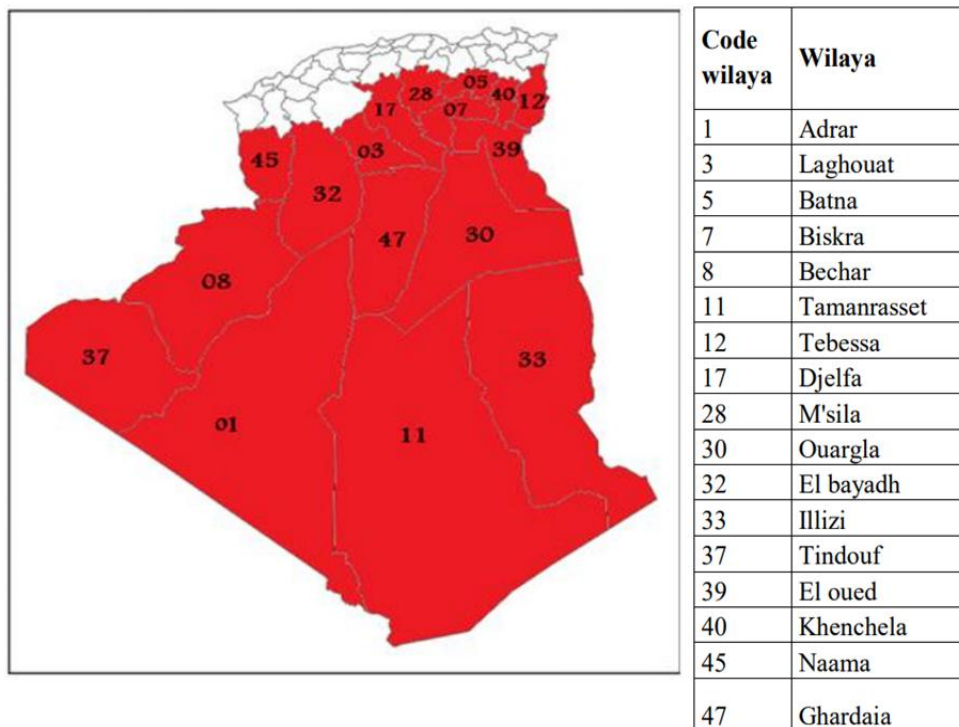 05
28
40
12
17
07
03
39
45
32
47
30
08
37
33
01
11
Code wilaya Wilaya
1 Adrar
3 Laghouat
5 Batna
7 Biskra
8 Bechar
11 Tamanrasset
12 Tebessa
17 Djelfa
28 M'sila
30 Ouargla
32 El bayadh
33 Illizi
37 Tindouf
39 El oued
40 Khenchela
45 Naama
47 Ghardaia